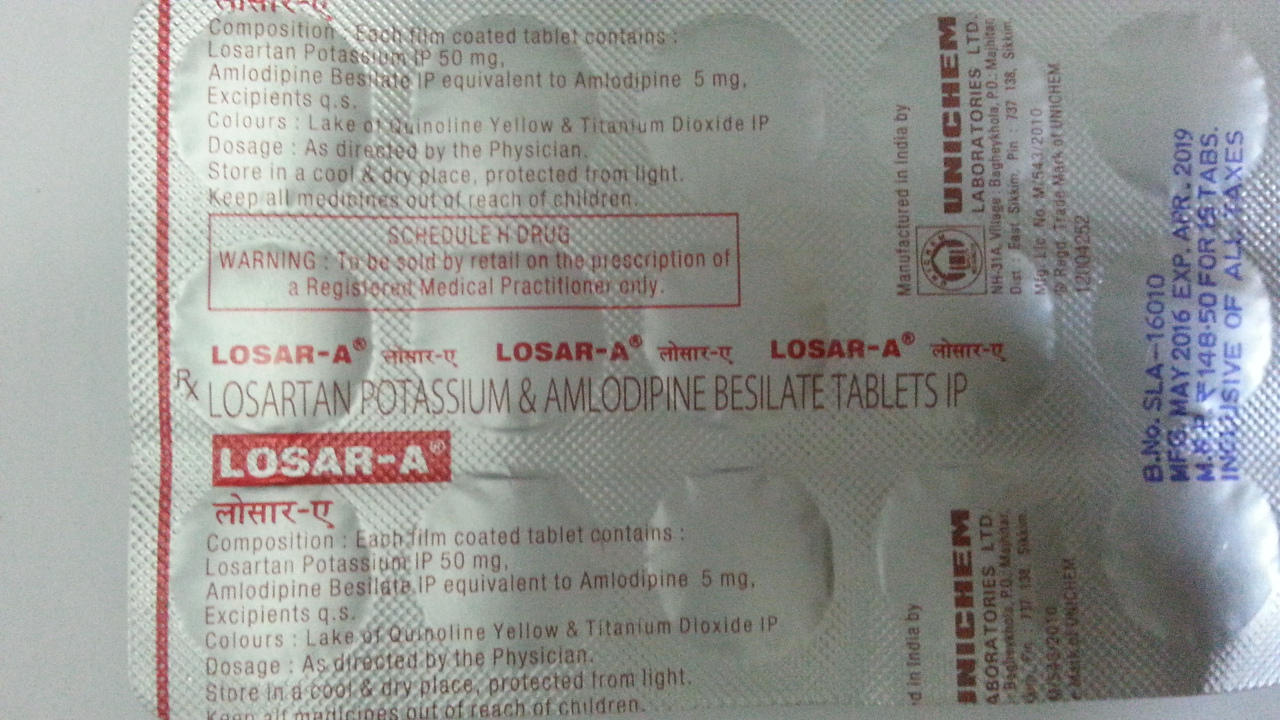 लोसार-ए
Composition : Each film coated tablet contains :
Losartan Potassium IP 50 mg,
Amlodipine Besilate IP equivalent to Amlodipine 5 mg,
Excipients q.s.
Colours : Lake of Quinoline Yellow & Titanium Dioxide IP
Dosage : As directed by the Physician.
Store in a cool & dry place, protected from light.
Keep all medicines out of reach of children.
SCHEDULE H DRUG
WARNING : To be sold by retail on the prescription of
a Registered Medical Practitioner only.
Manufactured in India by
UNICHEM
LABORATORIES LTD.
NH-31A, Village Bagheykhola, P.O.: Majhitar,
Dist : East Sikkim, Pin : 737 138, Sikkim.
Mfg. Lic. No. M/543/2010
® Regd. Trade Mark of UNICHEM
12104252
B.No. SLA-16010
MFG. MAY 2016 EXP. APR. 2019
M.R.P. ₹148.50 FOR 15 TABS.
INCLUSIVE OF ALL TAXES
LOSAR-A® लोसार-ए LOSAR-A® लोसार-ए LOSAR-A® लोसार-ए
Rx LOSARTAN POTASSIUM & AMLODIPINE BESILATE TABLETS IP
LOSAR-A®
लोसार-ए
Composition : Each film coated tablet contains :
Losartan Potassium IP 50 mg,
Amlodipine Besilate IP equivalent to Amlodipine 5 mg,
Excipients q.s.
Colours : Lake of Quinoline Yellow & Titanium Dioxide IP
Dosage : As directed by the Physician.
Store in a cool & dry place, protected from light.
Keep all medicines out of reach of children.
d in India by
UNICHEM
ABORATORIES LTD.
Bagheykhola, P.O.: Majhitar,
Pin : 737 138, Sikkim.
M/543/2010
e Mark of UNICHEM